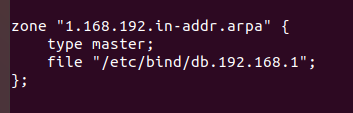 zone "1.168.192.in-addr.arpa" {
    type master;
    file "/etc/bind/db.192.168.1";
};